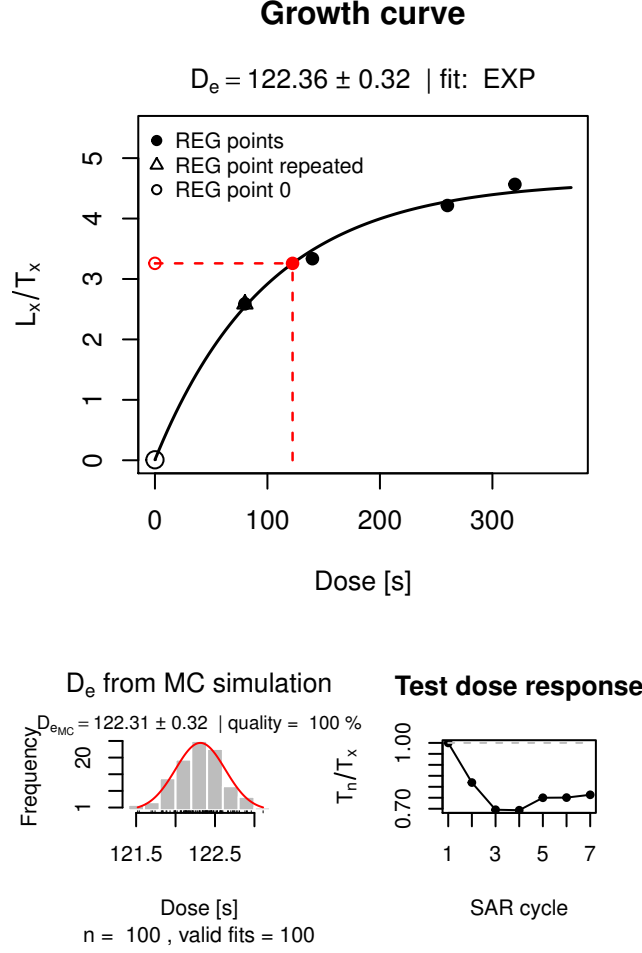 Growth curve
De = 122.36 ± 0.32 | fit: EXP
REG points
REG point repeated
REG point 0
Lx/Tx
0
1
2
3
4
5
0 100 200 300
Dose [s]
De from MC simulation
DeMC = 122.31 ± 0.32 | quality = 100 %
Frequency
1
20
121.5 122.5
Dose [s]
n = 100 , valid fits = 100
Test dose response
Tn/Tx
0.70
1.00
1 3 5 7
SAR cycle